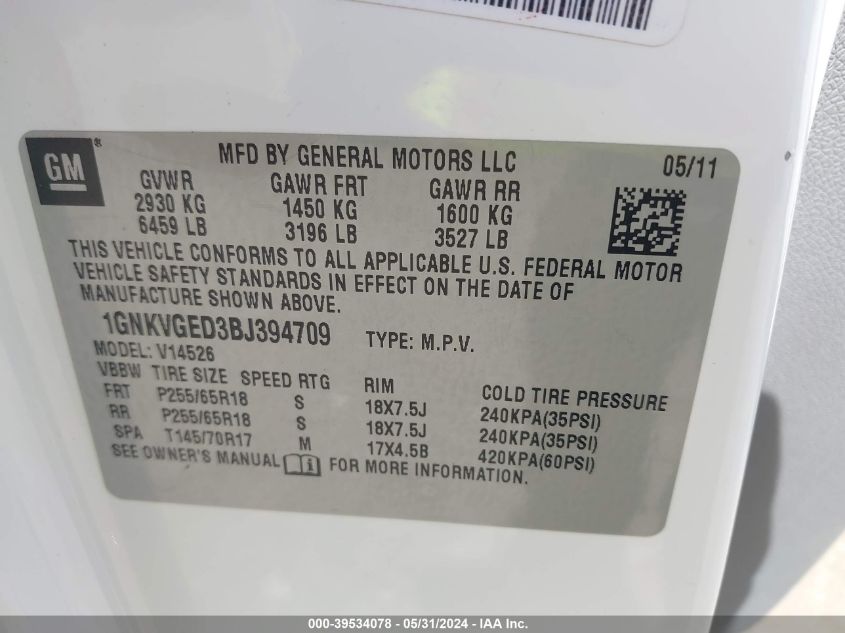 GM®
MFD BY GENERAL MOTORS LLC 05/11
GVWR GAWR FRT GAWR RR
2930 KG 1450 KG 1600 KG
6459 LB 3196 LB 3527 LB
THIS VEHICLE CONFORMS TO ALL APPLICABLE U.S. FEDERAL MOTOR
VEHICLE SAFETY STANDARDS IN EFFECT ON THE DATE OF
MANUFACTURE SHOWN ABOVE.
1GNKVGED3BJ394709 TYPE: M.P.V.
MODEL: V14526
VBBW TIRE SIZE SPEED RTG RIM COLD TIRE PRESSURE
FRT P255/65R18 S 18X7.5J 240KPA(35PSI)
RR P255/65R18 S 18X7.5J 240KPA(35PSI)
SPA T145/70R17 M 17X4.5B 420KPA(60PSI)
SEE OWNER'S MANUAL i FOR MORE INFORMATION.
000-39534078 - 05/31/2024 - IAA Inc.